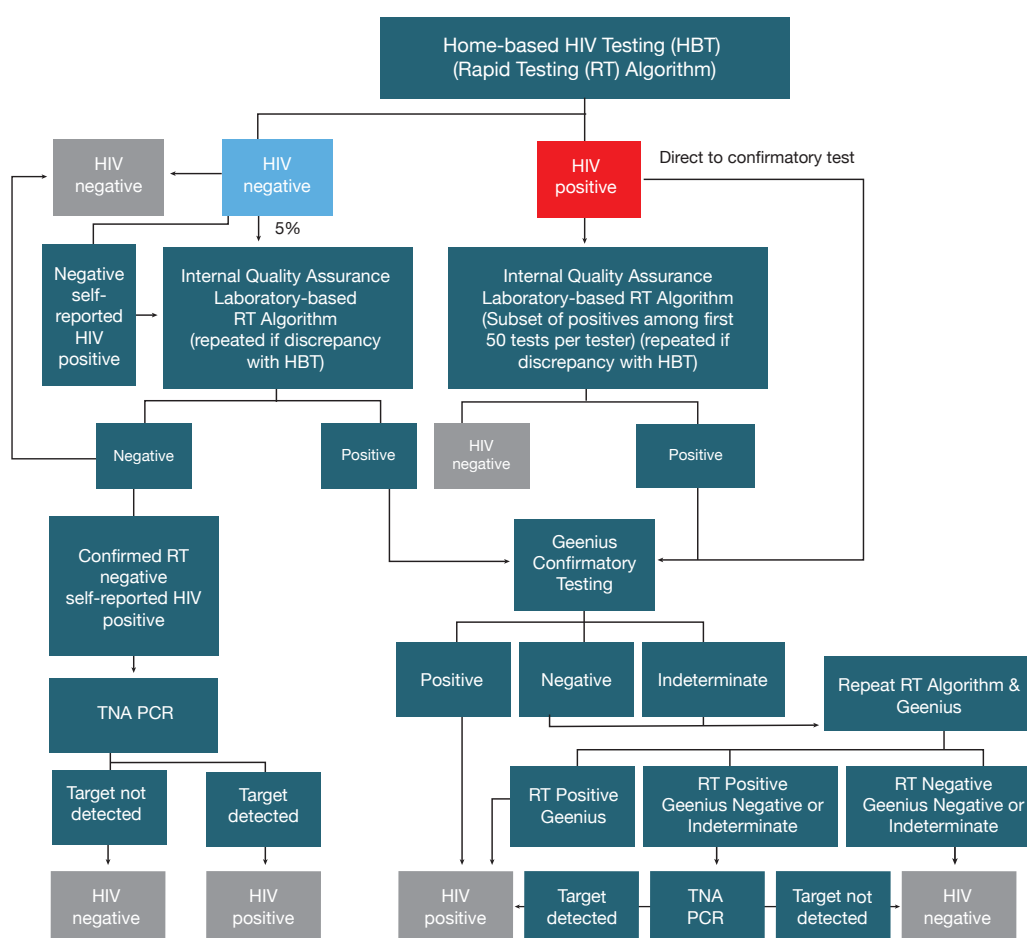 Home-based HIV Testing (HBT)
(Rapid Testing (RT) Algorithm)
HIV
negative
HIV
negative
HIV
positive
Direct to confirmatory test
5%
Negative
self-
reported
HIV
positive
Internal Quality Assurance
Laboratory-based
RT Algorithm
(repeated if discrepancy
with HBT)
Internal Quality Assurance
Laboratory-based RT Algorithm
(Subset of positives among first
50 tests per tester) (repeated if
discrepancy with HBT)
Negative
Positive
HIV
negative
Positive
Confirmed RT
negative
self-reported HIV
positive
Geenius
Confirmatory
Testing
Positive
Negative
Indeterminate
Repeat RT Algorithm &
Geenius
TNA PCR
Target not
detected
Target
detected
RT Positive
Geenius
RT Positive
Geenius Negative or
Indeterminate
RT Negative
Geenius Negative or
Indeterminate
HIV
negative
HIV
positive
HIV
positive
Target
detected
TNA
PCR
Target not
detected
HIV
negative